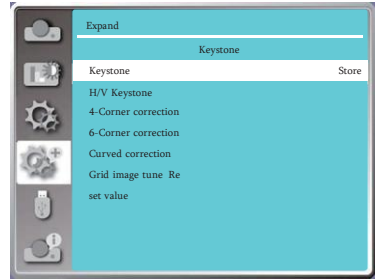 Expand
Keystone
Keystone Store
H/V Keystone
4-Corner correction
6-Corner correction
Curved correction
Grid image tune Re
set value